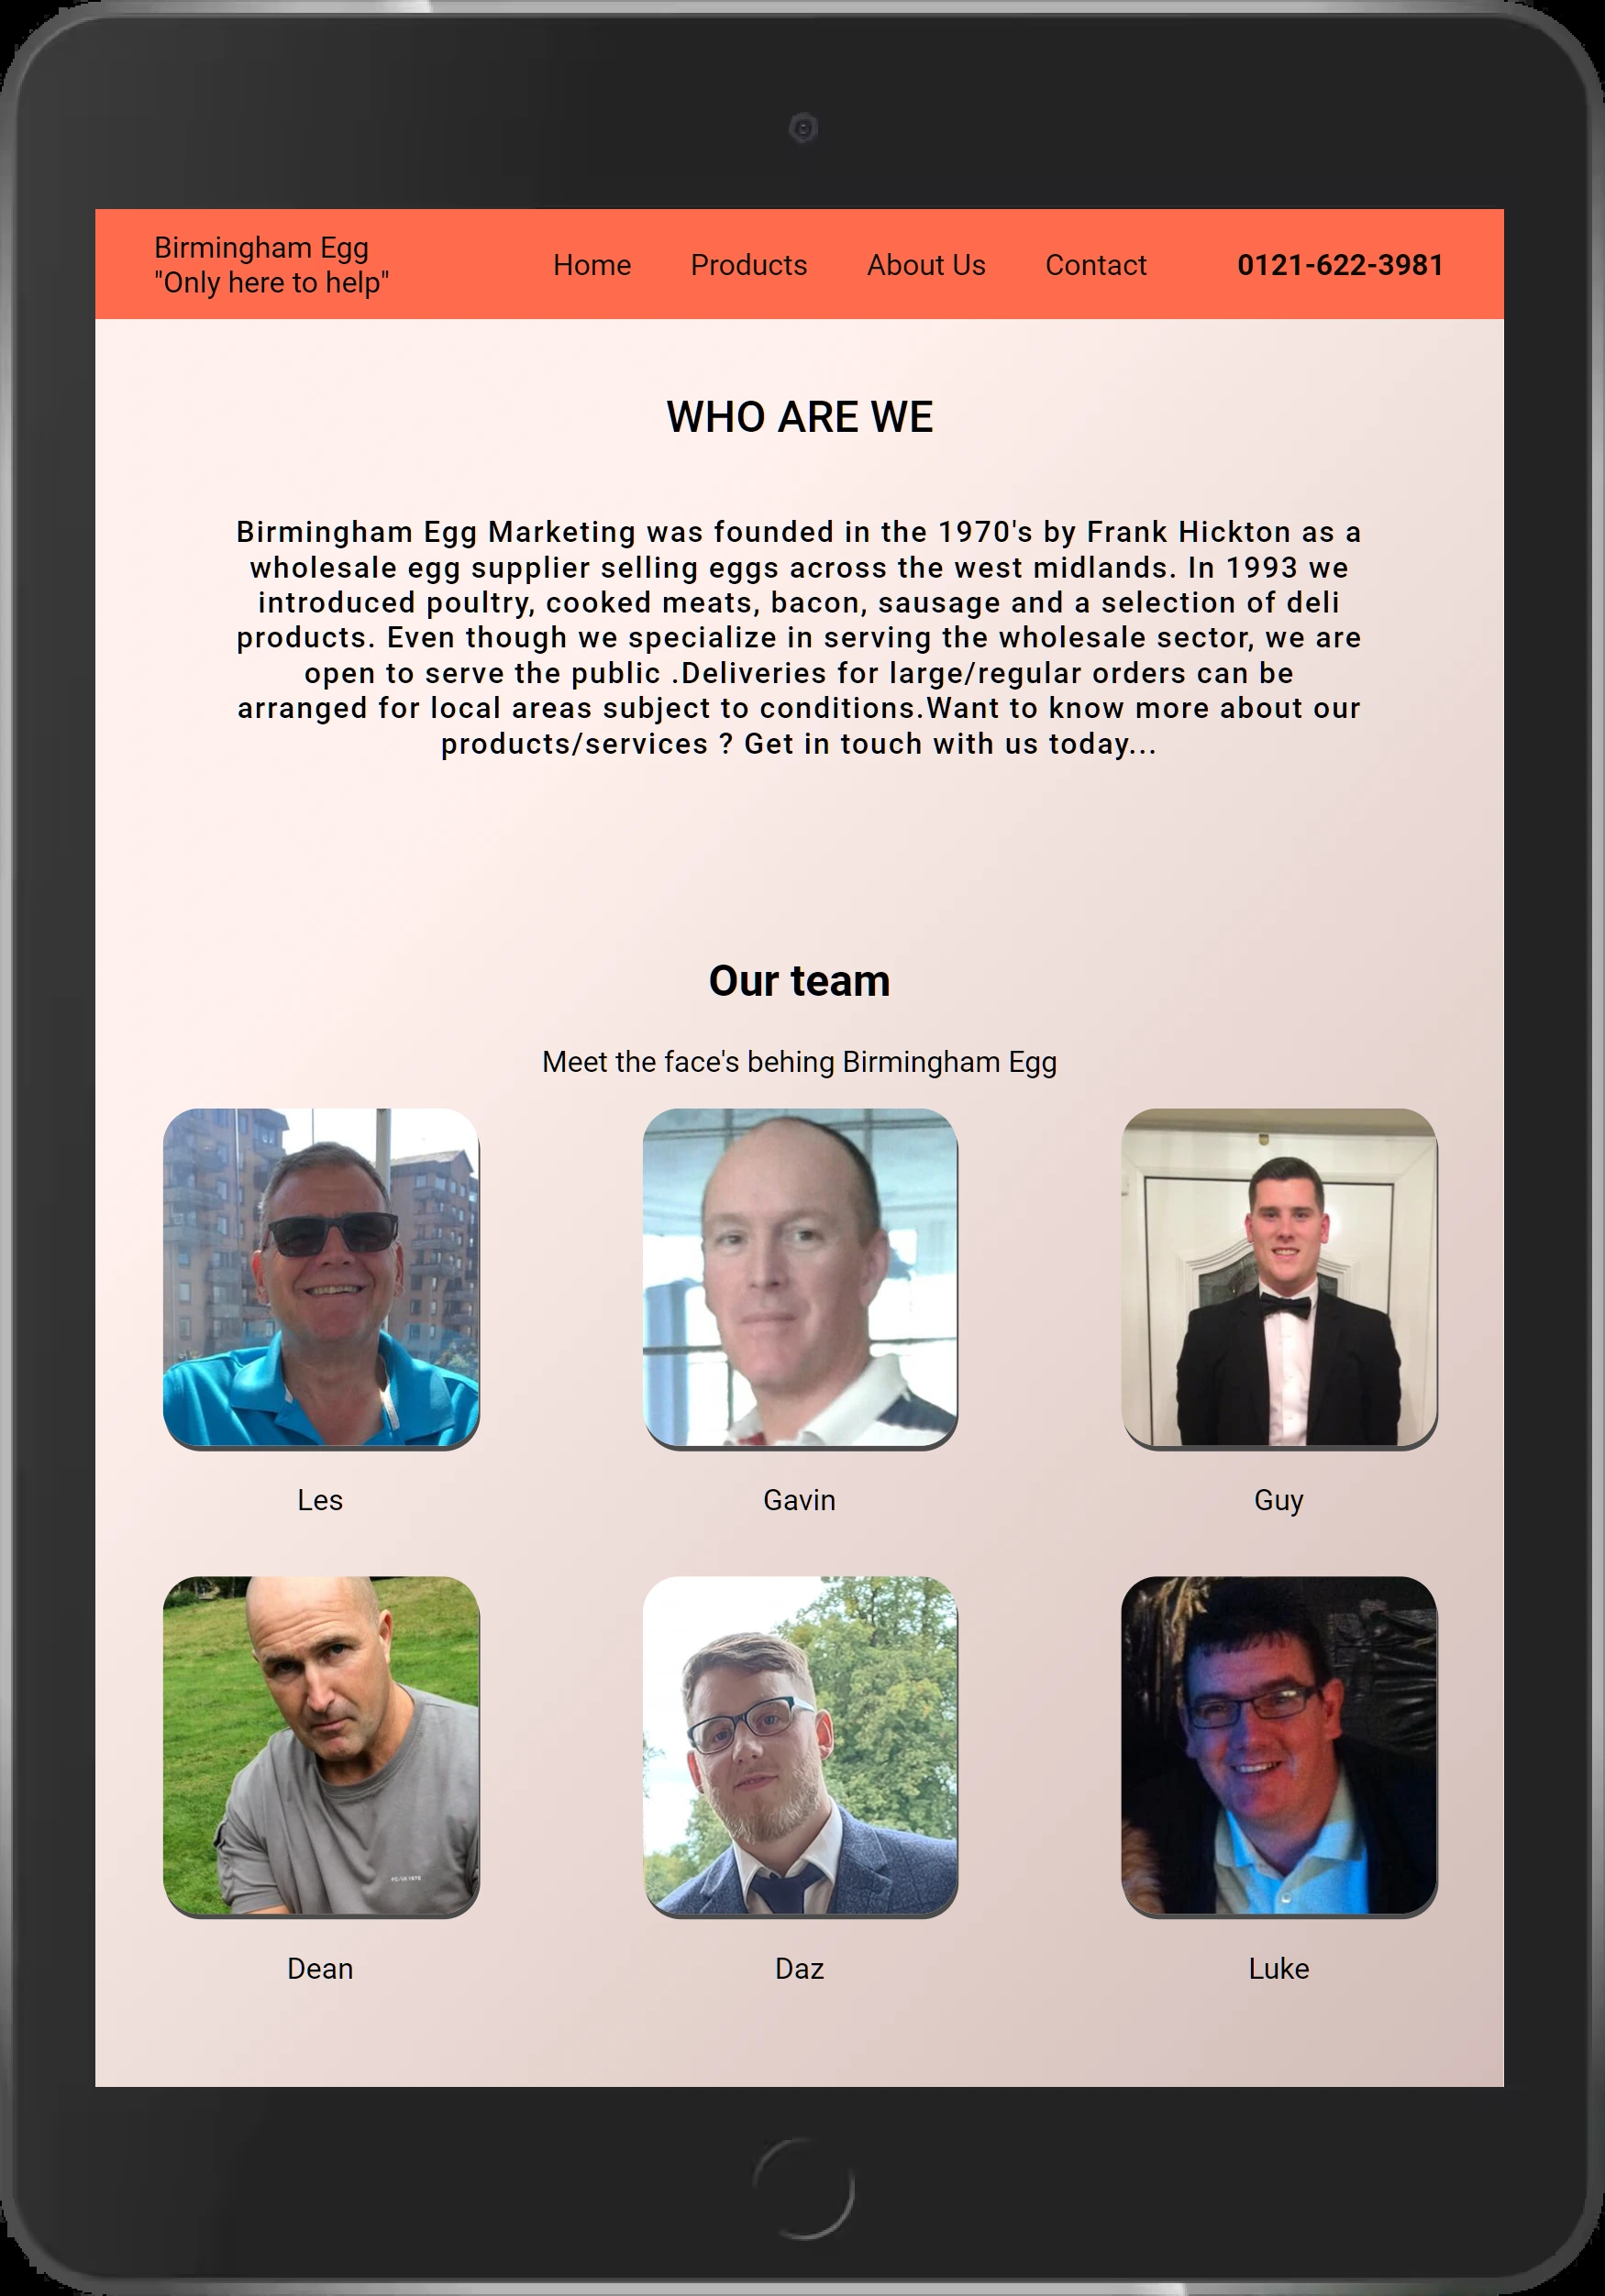 Birmingham Egg
"Only here to help"
Home Products About Us Contact 0121-622-3981
WHO ARE WE
Birmingham Egg Marketing was founded in the 1970's by Frank Hickton as a
wholesale egg supplier selling eggs across the west midlands. In 1993 we
introduced poultry, cooked meats, bacon, sausage and a selection of deli
products. Even though we specialize in serving the wholesale sector, we are
open to serve the public .Deliveries for large/regular orders can be
arranged for local areas subject to conditions.Want to know more about our
products/services ? Get in touch with us today...
Our team
Meet the face's behing Birmingham Egg
Les Gavin Guy
Dean Daz Luke